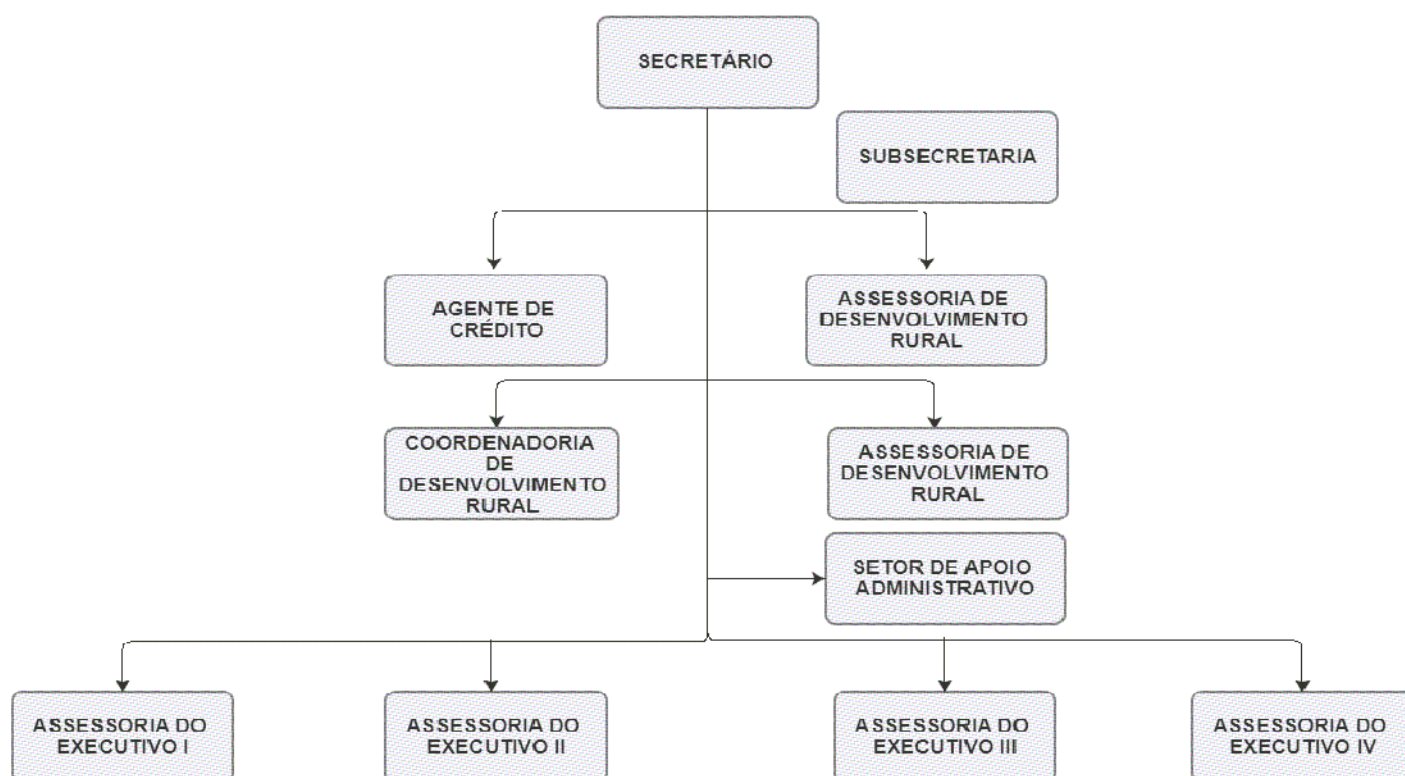 SECRETÁRIO
SUBSECRETARIA
AGENTE DE
CRÉDITO
ASSESSORIA DE
DESENVOLVIMENTO
RURAL
COORDENADORIA
DE
DESENVOLVIMENTO
RURAL
ASSESSORIA DE
DESENVOLVIMENTO
RURAL
SETOR DE APOIO
ADMINISTRATIVO
ASSESSORIA DO
EXECUTIVO I
ASSESSORIA DO
EXECUTIVO II
ASSESSORIA DO
EXECUTIVO III
ASSESSORIA DO
EXECUTIVO IV